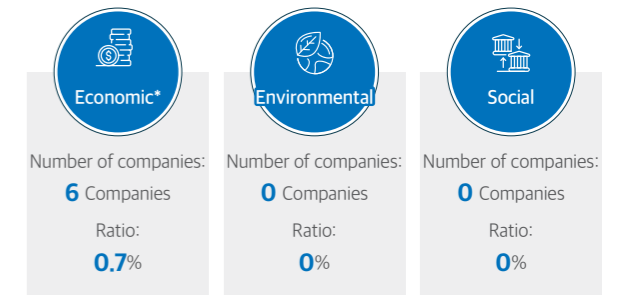 Economic*
Number of companies:
6 Companies
Ratio:
0.7%
Environmental
Number of companies:
0 Companies
Ratio:
0%
Social
Number of companies:
0 Companies
Ratio:
0%